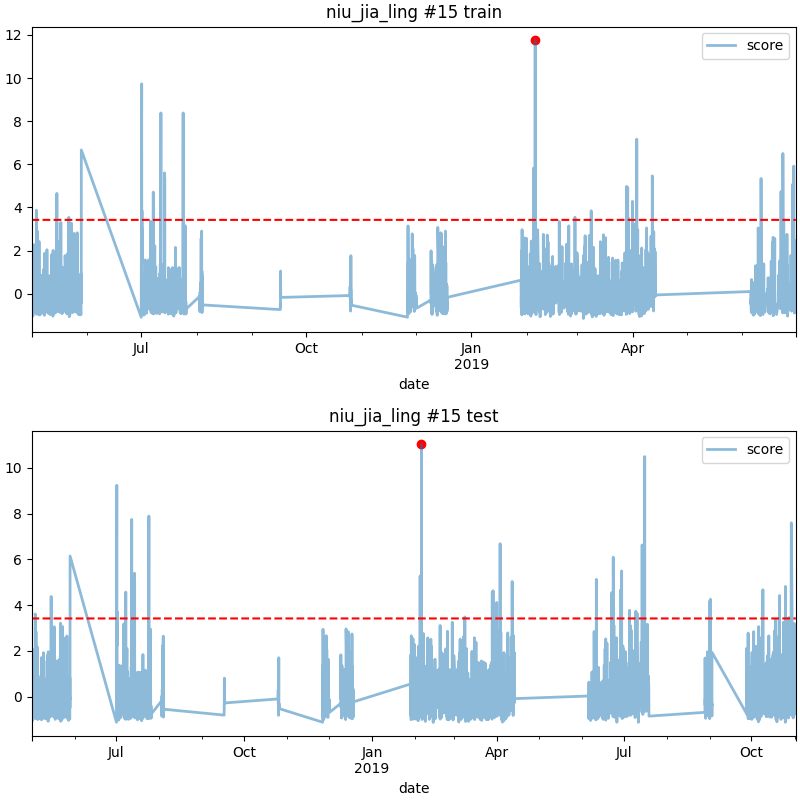 niu_jia_ling #15 train
12
10
8
6
4
2
0
score
Jul
Oct
Jan
2019
Apr
date
niu_jia_ling #15 test
10
8
6
4
2
0
score
Jul
Oct
Jan
2019
Apr
Jul
Oct
date